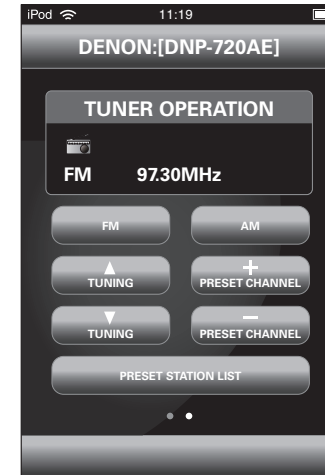 iPod 11:19
DENON:[DNP-720AE]
TUNER OPERATION
FM 97.30MHz
FM AM
TUNING PRESET CHANNEL
TUNING PRESET CHANNEL
PRESET STATION LIST